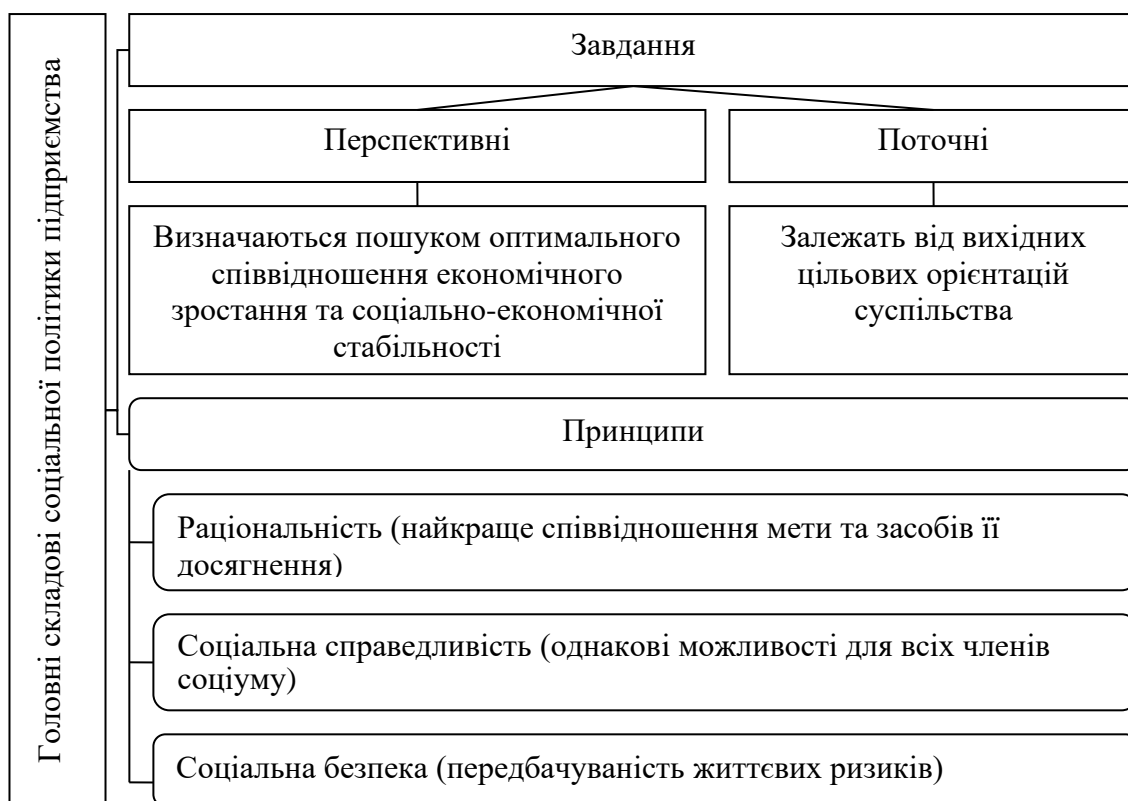 Головні складові соціальної політики підприємства
Завдання
Перспективні
Поточні
Визначаються пошуком оптимального
співвідношення економічного
зростання та соціально-економічної
стабільності
Залежать від вихідних
цільових орієнтацій
суспільства
Принципи
Раціональність (найкраще співвідношення мети та засобів її
досягнення)
Соціальна справедливість (однакові можливості для всіх членів
соціуму)
Соціальна безпека (передбачуваність життєвих ризиків)